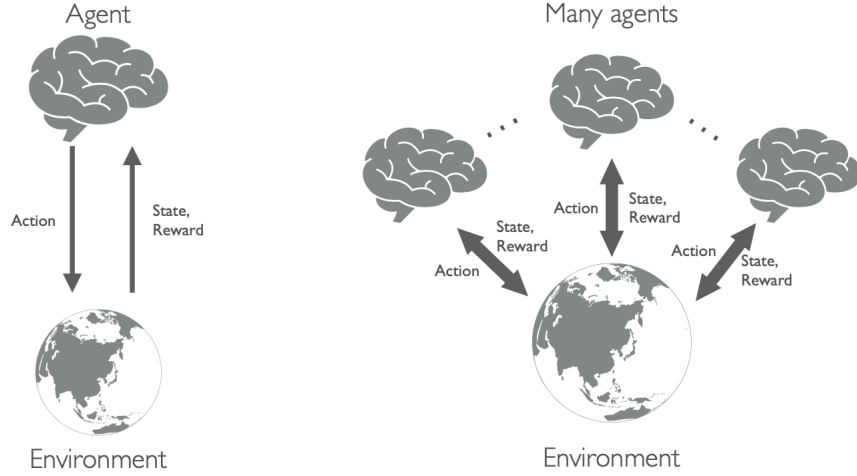 Agent
Action
State,
Reward
Environment
Many agents
Action
State,
Reward
Action
State,
Reward
Action
State,
Reward
Environment